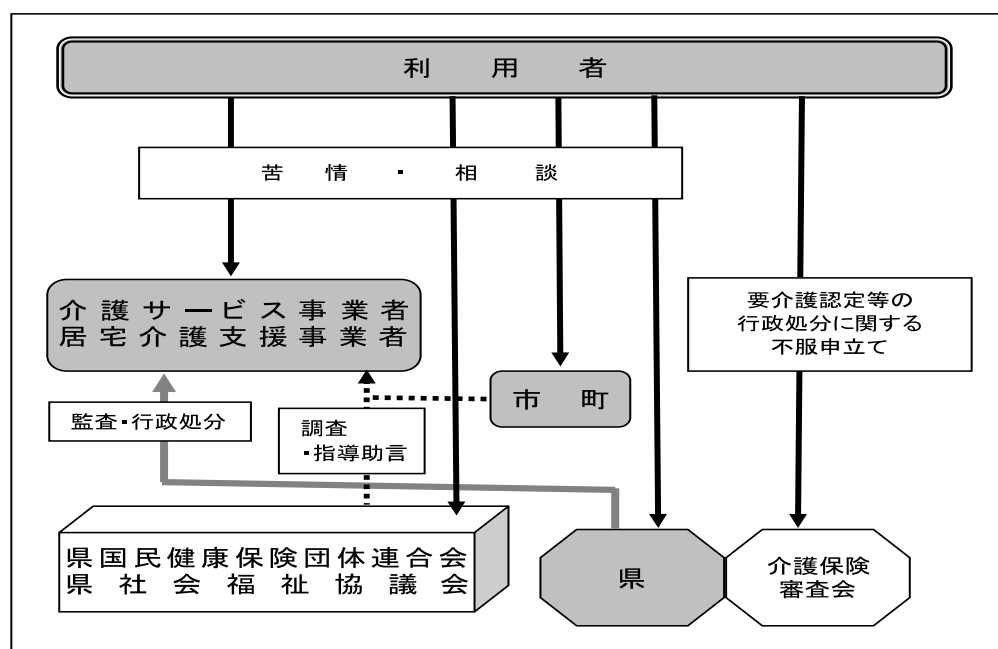 利用者
苦情・相談
介護サービス事業者
居宅介護支援事業者
要介護認定等の
行政処分に関する
不服申立て
市町
監査・行政処分
調査
・指導助言
県国民健康保険団体連合会
県社会福祉協議会
県
介護保険
審査会